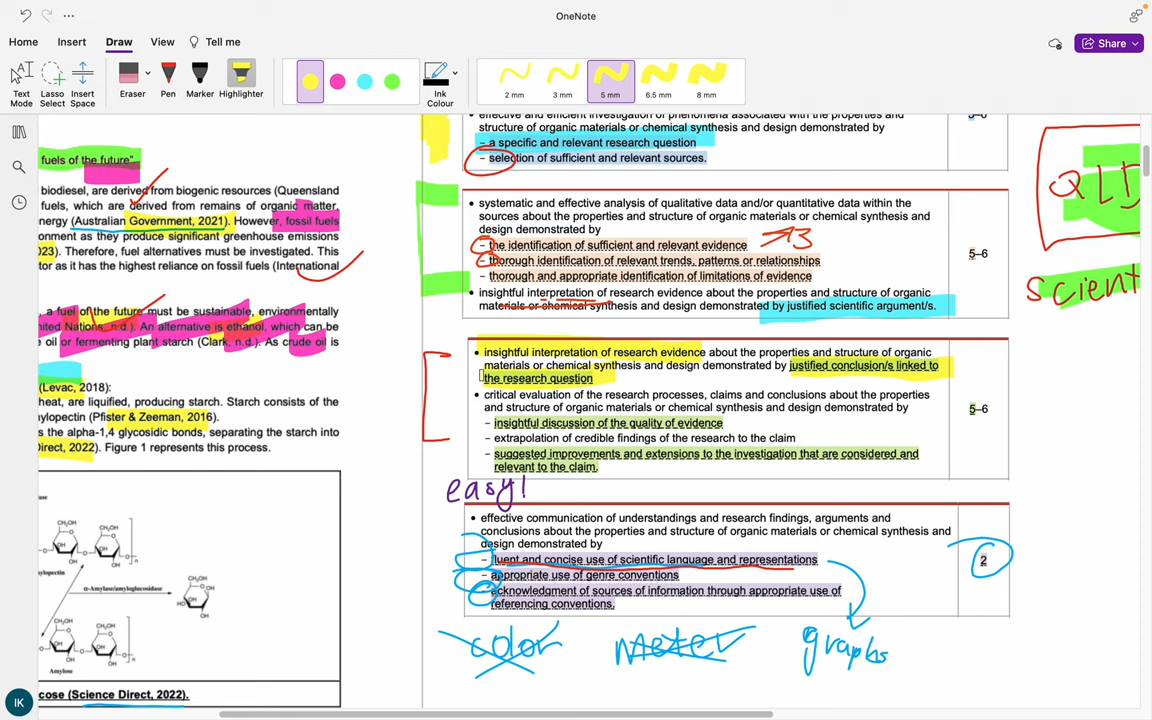 OneNote
Home Insert Draw View Tell me
Share
Text Mode
Lasso Select
Insert Space
Eraser
Pen
Marker
Highlighter
Ink Colour
2 mm
3 mm
5 mm
6.5 mm
8 mm
fuels of the future"
biodiesel, are derived from biogenic resources (Queensland
fuels, which are derived from remains of organic matter,
nergy (Australian Government, 2021). However, fossil fuels
onment as they produce significant greenhouse emissions
023). Therefore, fuel alternatives must be investigated. This
tor as it has the highest reliance on fossil fuels (International
, a fuel of the future must be sustainable, environmentally
nited Nations, n.d.). An alternative is ethanol, which can be
e oil or fermenting plant starch (Clark, n.d.). As crude oil is
(Levac, 2018):
heat, are liquified, producing starch. Starch consists of the
ylopectin (Pfister & Zeeman, 2016).
s the alpha-1,4 glycosidic bonds, separating the starch into
Direct, 2022). Figure 1 represents this process.
ylopectin
α-Amylase/amyloglucosidase
Amylose
cose (Science Direct, 2022).
effective and efficient investigation of phenomena associated with the properties and
structure of organic materials or chemical synthesis and design demonstrated by
– a specific and relevant research question
– selection of sufficient and relevant sources.
5–6
• systematic and effective analysis of qualitative data and/or quantitative data within the
sources about the properties and structure of organic materials or chemical synthesis and
design demonstrated by
– the identification of sufficient and relevant evidence
– thorough identification of relevant trends, patterns or relationships
– thorough and appropriate identification of limitations of evidence
• insightful interpretation of research evidence about the properties and structure of organic
materials or chemical synthesis and design demonstrated by justified scientific argument/s.
5–6
3
• insightful interpretation of research evidence about the properties and structure of organic
materials or chemical synthesis and design demonstrated by justified conclusion/s linked to
the research question
• critical evaluation of the research processes, claims and conclusions about the properties
and structure of organic materials or chemical synthesis and design demonstrated by
– insightful discussion of the quality of evidence
– extrapolation of credible findings of the research to the claim
– suggested improvements and extensions to the investigation that are considered and
relevant to the claim.
5–6
easy!
• effective communication of understandings and research findings, arguments and
conclusions about the properties and structure of organic materials or chemical synthesis and
design demonstrated by
– fluent and concise use of scientific language and representations
– appropriate use of genre conventions
– acknowledgment of sources of information through appropriate use of
referencing conventions.
2
color
graphs
QLD
scient
IK